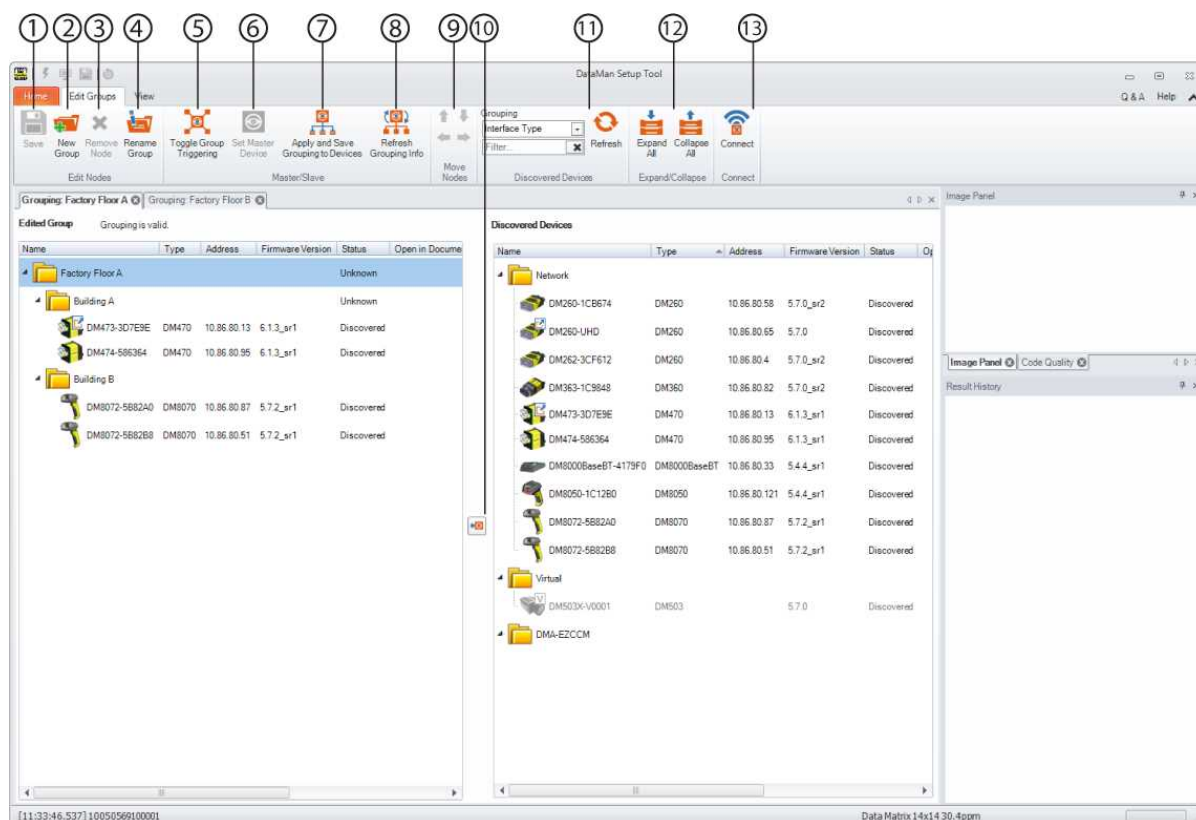 1 2 3 4 5 6 7 8 9 10 11 12 13
DataMan Setup Tool
Home Edit Groups View Q & A Help
Save New Group Remove Node Rename Group Toggle Group Triggering Set Master Device Apply and Save Grouping to Devices Refresh Grouping Info Grouping Interface Type Filter... Refresh Expand All Collapse All Connect
Edit Nodes Master/Slave Move Nodes Discovered Devices Expand/Collapse Connect
Grouping: Factory Floor A Grouping: Factory Floor B
Edited Group Grouping is valid.
Name Type Address Firmware Version Status Open in Docume
Factory Floor A Unknown
Building A Unknown
DM473-3D7E9E DM470 10.86.80.13 6.1.3_sr1 Discovered
DM474-586364 DM470 10.86.80.95 6.1.3_sr1 Discovered
Building B
DM8072-5B82A0 DM8070 10.86.80.87 5.7.2_sr1 Discovered
DM8072-5B82B8 DM8070 10.86.80.51 5.7.2_sr1 Discovered
Discovered Devices
Name Type Address Firmware Version Status Op
Network
DM260-1CB674 DM260 10.86.80.58 5.7.0_sr2 Discovered
DM260-UHD DM260 10.86.80.65 5.7.0 Discovered
DM262-3CF612 DM260 10.86.80.4 5.7.0_sr2 Discovered
DM363-1C9848 DM360 10.86.80.82 5.7.0_sr2 Discovered
DM473-3D7E9E DM470 10.86.80.13 6.1.3_sr1 Discovered
DM474-586364 DM470 10.86.80.95 6.1.3_sr1 Discovered
DM8000BaseBT-4179F0 DM8000BaseBT 10.86.80.33 5.4.4_sr1 Discovered
DM8050-1C12B0 DM8050 10.86.80.121 5.4.4_sr1 Discovered
DM8072-5B82A0 DM8070 10.86.80.87 5.7.2_sr1 Discovered
DM8072-5B82B8 DM8070 10.86.80.51 5.7.2_sr1 Discovered
Virtual
V
DM503X-V0001 DM503 5.7.0 Discovered
DMA-EZCCM
Image Panel
Image Panel Code Quality
Result History
[11:33:46.537] 10050569100001 Data Matrix 14x14 30.4ppm